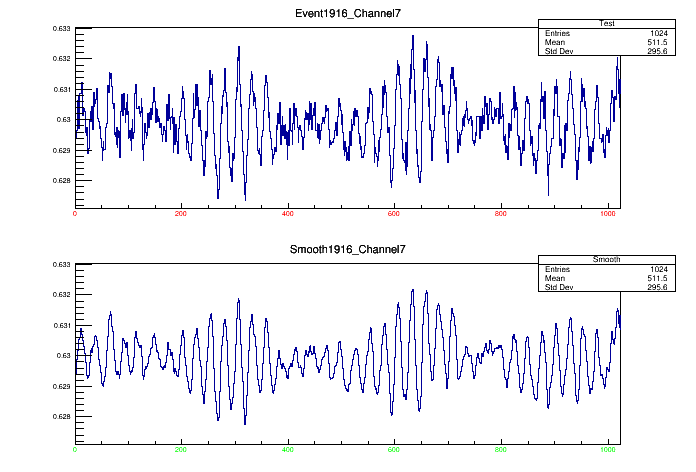 Event1916_Channel7
Test
Entries 1024
Mean 511.5
Std Dev 295.6
0.633
0.632
0.631
0.63
0.629
0.628
0 200 400 600 800 1000
Smooth1916_Channel7
Smooth
Entries 1024
Mean 511.5
Std Dev 295.6
0.633
0.632
0.631
0.63
0.629
0.628
0 200 400 600 800 1000